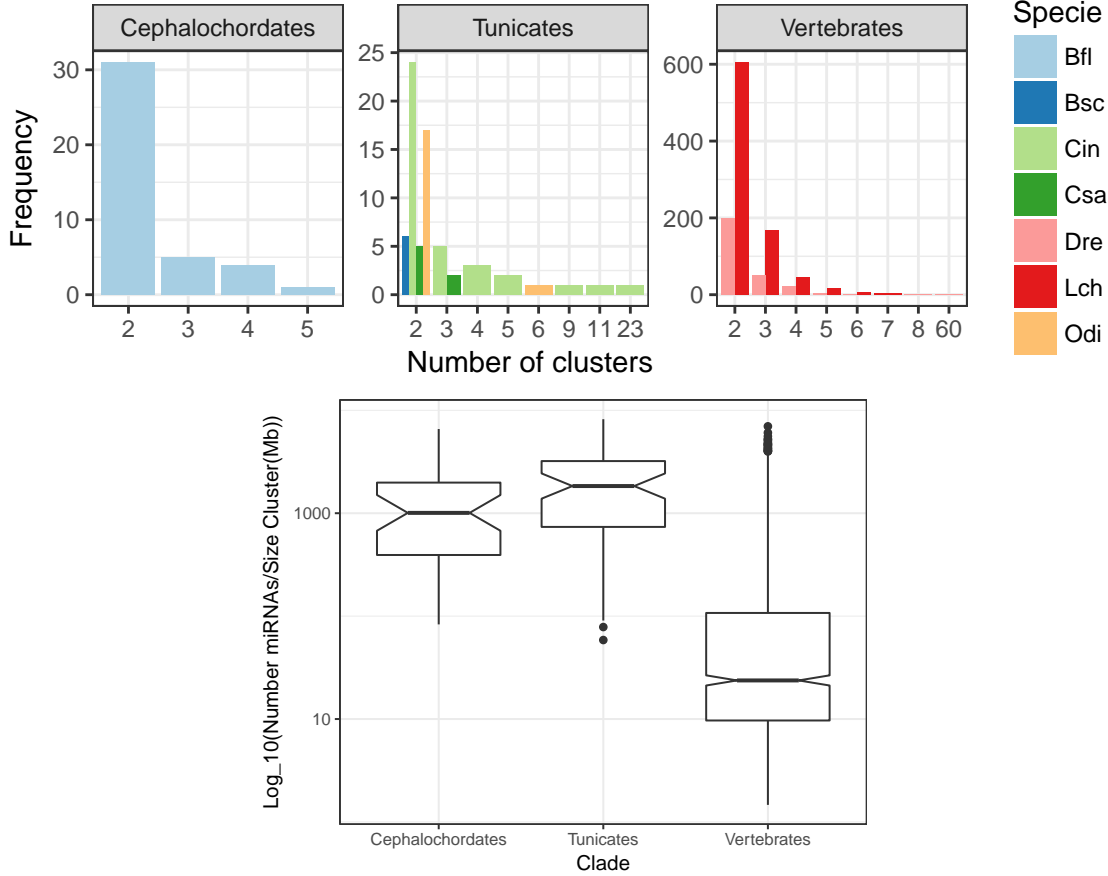 Cephalochordates Tunicates Vertebrates
Specie
Bfl
Bsc
Cin
Csa
Dre
Lch
Odi
Frequency
30
20
10
0
2 3 4 5
25
20
15
10
5
0
2 3 4 5 6 9 11 23
600
400
200
0
2 3 4 5 6 7 8 60
Number of clusters
Log_10(Number miRNAs/Size Cluster(Mb))
1000
10
Cephalochordates Tunicates Vertebrates
Clade